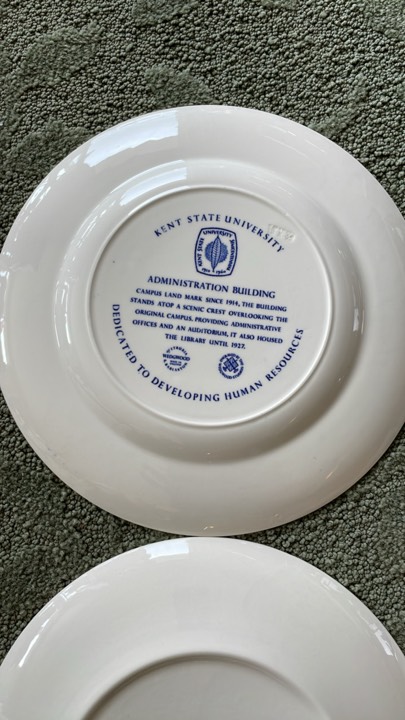 KENT STATE UNIVERSITY
ADMINISTRATION BUILDING
CAMPUS LAND MARK SINCE 1914, THE BUILDING
STANDS ATOP A SCENIC CREST OVERLOOKING THE
ORIGINAL CAMPUS. PROVIDING ADMINISTRATIVE
OFFICES AND AN AUDITORIUM, IT ALSO HOUSED
THE LIBRARY UNTIL 1927.
WEDGWOOD
DEDICATED TO DEVELOPING HUMAN RESOURCES